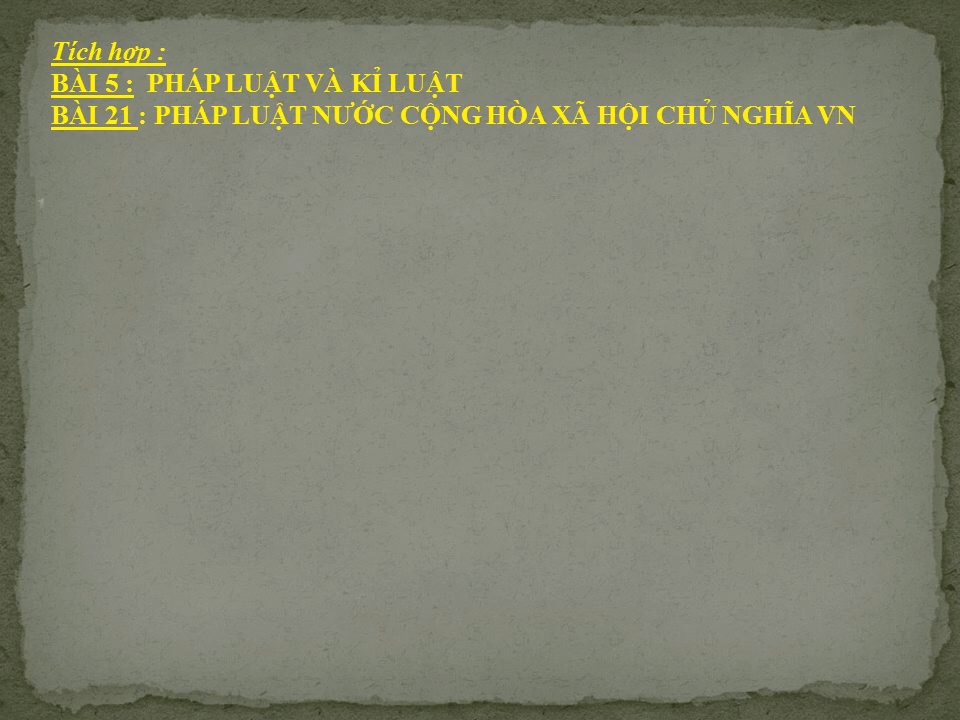 Tích hợp :
BÀI 5 : PHÁP LUẬT VÀ KỈ LUẬT
BÀI 21 : PHÁP LUẬT NƯỚC CỘNG HÒA XÃ HỘI CHỦ NGHĨA VN